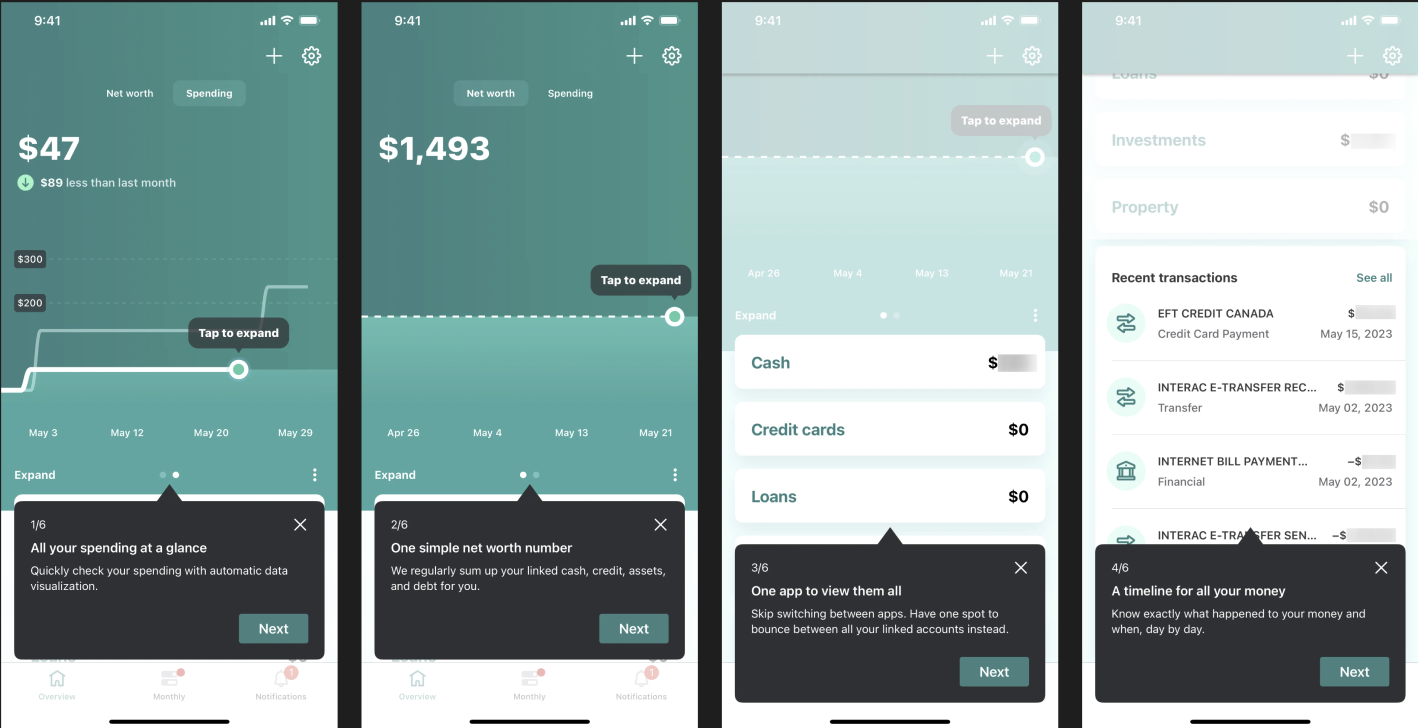 9:41
Net worth
Spending
$47
$89 less than last month
$300
$200
Tap to expand
May 3
May 12
May 20
May 29
Expand
1/6
All your spending at a glance
Quickly check your spending with automatic data
visualization.
Next
Overview
Monthly
1
Notifications
9:41
Net worth
Spending
$1,493
Tap to expand
Apr 26
May 4
May 13
May 21
Expand
2/6
One simple net worth number
We regularly sum up your linked cash, credit, assets,
and debt for you.
Next
Overview
Monthly
1
Notifications
9:41
Tap to expand
Apr 26
May 4
May 13
May 21
Expand
Cash $
Credit cards $0
Loans $0
3/6
One app to view them all
Skip switching between apps. Have one spot to
bounce between all your linked accounts instead.
Next
9:41
Loans $0
Investments $
Property $0
Recent transactions See all
EFT CREDIT CANADA $
Credit Card Payment May 15, 2023
INTERAC E-TRANSFER REC... $
Transfer May 02, 2023
INTERNET BILL PAYMENT... –$
Financial May 02, 2023
INTERAC E-TRANSFER SEN... –$
4/6
A timeline for all your money
Know exactly what happened to your money and
when, day by day.
Next